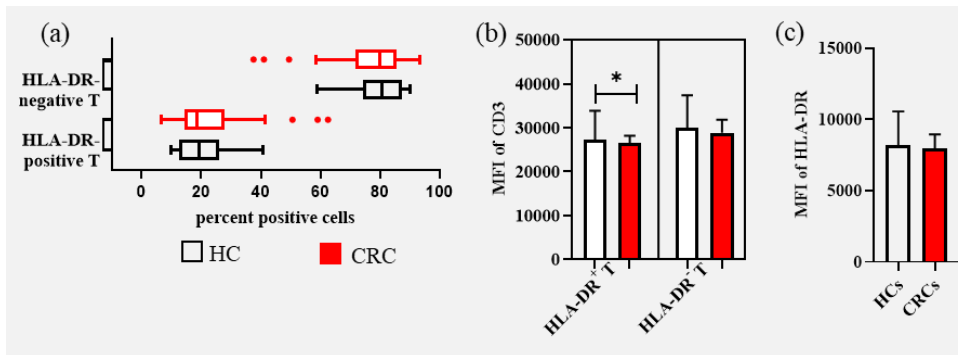 (a)
HLA-DR-
negative T
HLA-DR-
positive T
0 20 40 60 80 100
percent positive cells
HC CRC
(b)
50000
40000
30000
20000
10000
0
MFI of CD3
*
HLA-DR⁺ T
HLA-DR⁻ T
(c)
15000
10000
5000
0
MFI of HLA-DR
HCs
CRCs